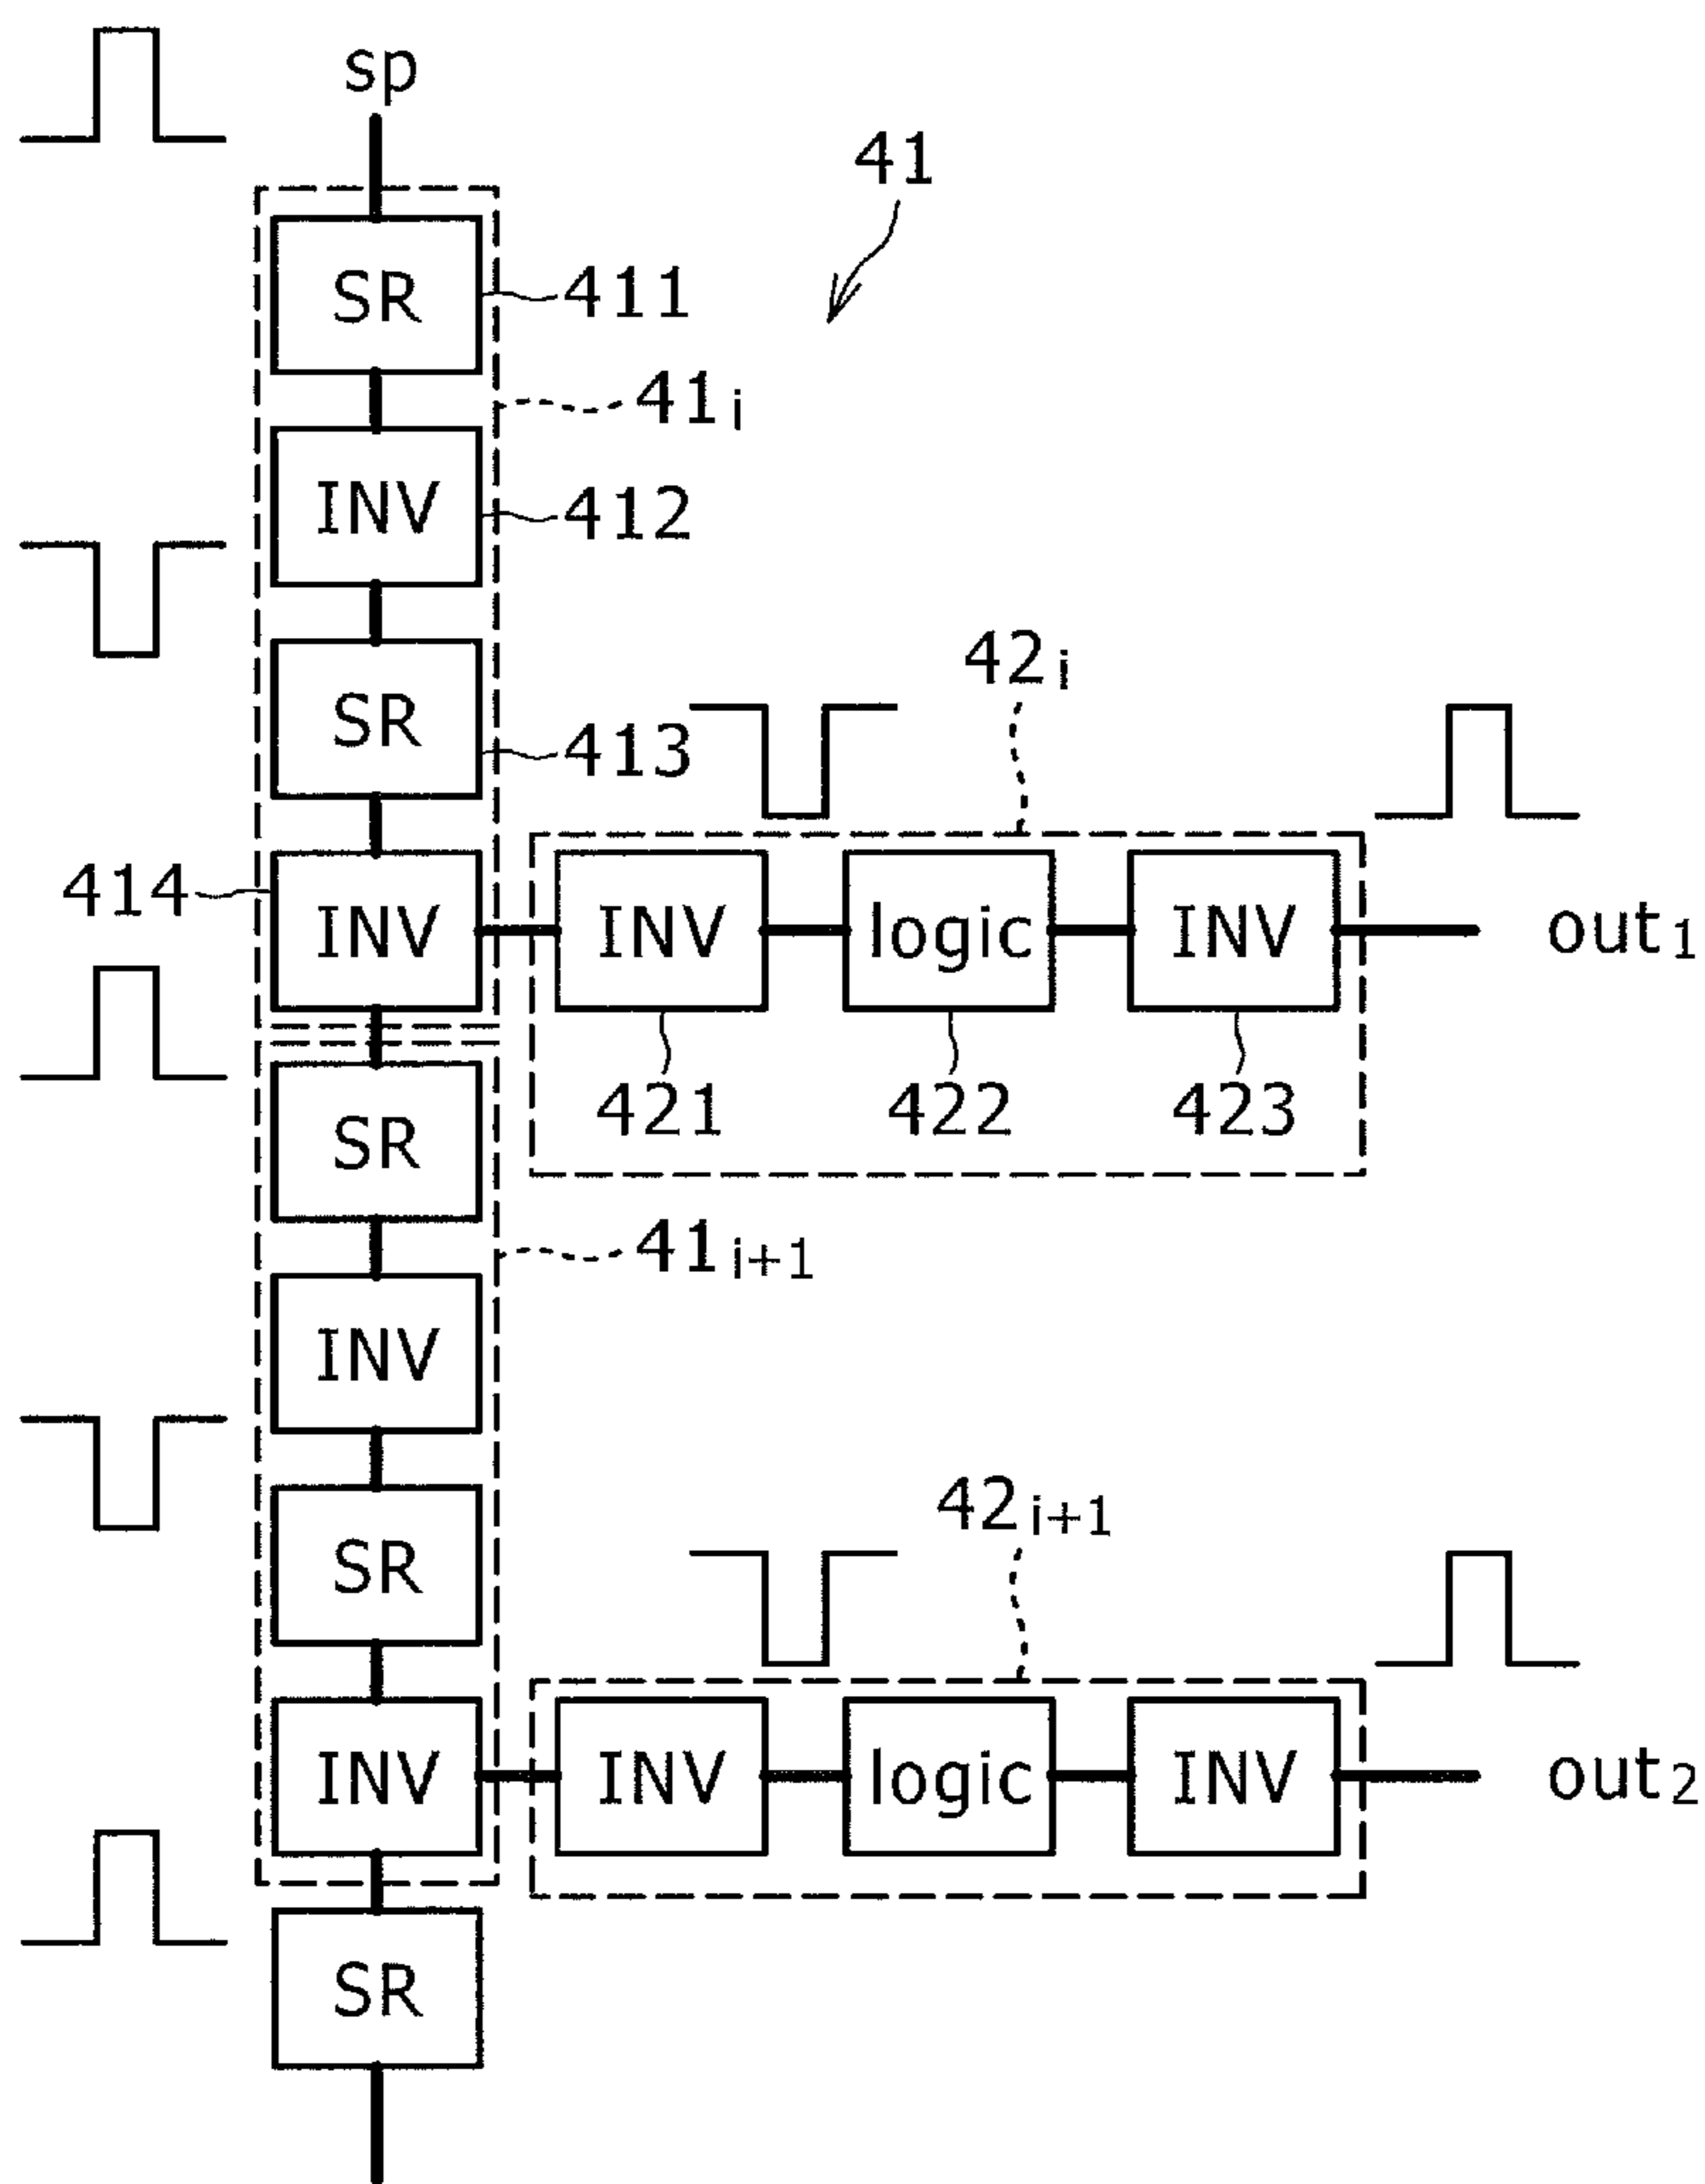 sp
41
SR
411
41i
INV
412
SR
413
42i
414
INV
INV
logic
INV
out1
421
422
423
SR
41i+1
INV
SR
42i+1
INV
INV
logic
INV
out2
SR